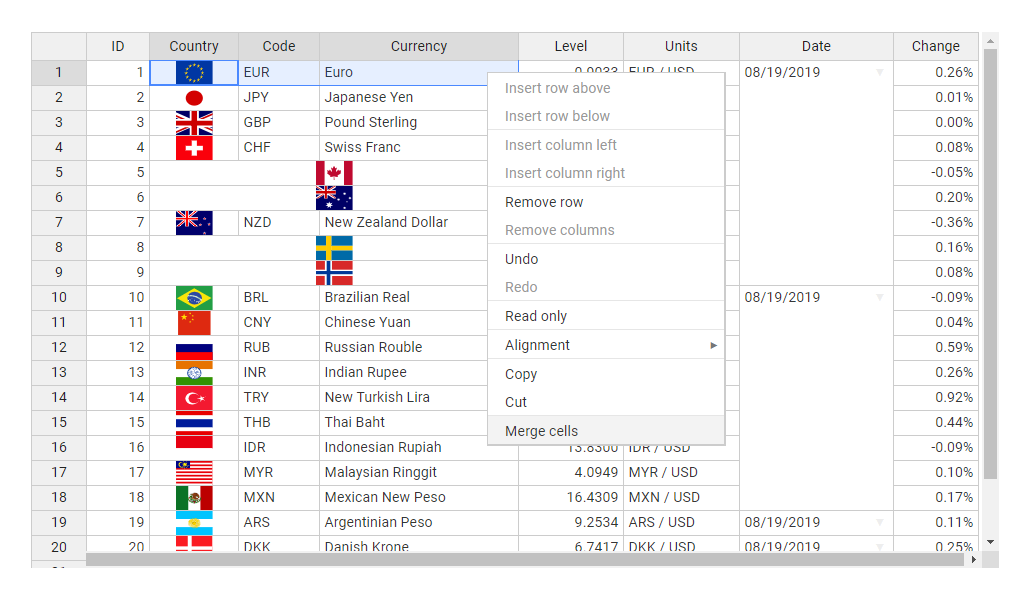 ID Country Code Currency Level Units Date Change
1 1 EUR Euro 0.9033 EUR / USD 08/19/2019 0.26%
Insert row above
2 2 JPY Japanese Yen 0.01%
Insert row below
3 3 GBP Pound Sterling 0.00%
4 4 CHF Swiss Franc Insert column left 0.08%
5 5 Insert column right -0.05%
6 6 Remove row 0.20%
7 7 NZD New Zealand Dollar Remove columns -0.36%
8 8 Undo 0.16%
9 9 Redo 0.08%
10 10 BRL Brazilian Real 08/19/2019 -0.09%
11 11 CNY Chinese Yuan Read only 0.04%
12 12 RUB Russian Rouble Alignment 0.59%
13 13 INR Indian Rupee Copy 0.26%
14 14 TRY New Turkish Lira Cut 0.92%
15 15 THB Thai Baht Merge cells 0.44%
16 16 IDR Indonesian Rupiah 13.8300 IDR / USD -0.09%
17 17 MYR Malaysian Ringgit 4.0949 MYR / USD 0.10%
18 18 MXN Mexican New Peso 16.4309 MXN / USD 0.17%
19 19 ARS Argentinian Peso 9.2534 ARS / USD 08/19/2019 0.11%
20 20 DKK Danish Krone 6.7417 DKK / USD 08/19/2019 0.25%